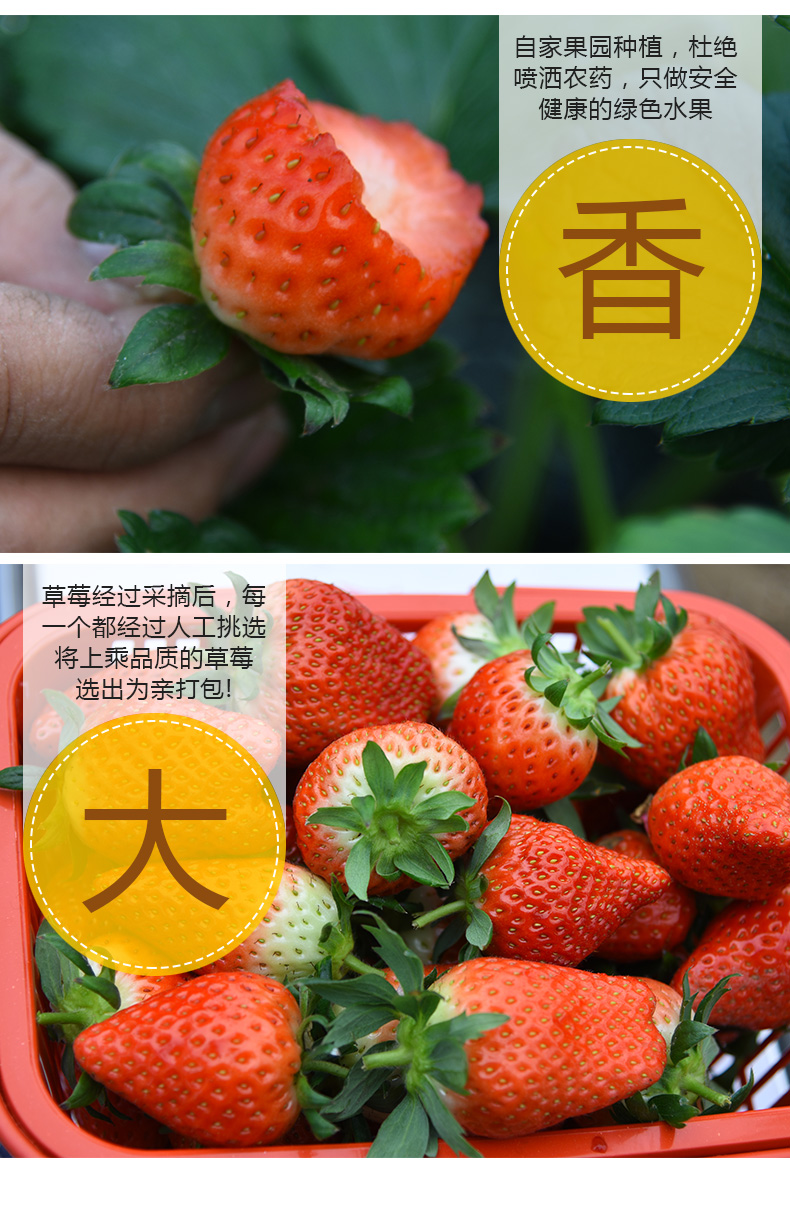 自家果园种植，杜绝
喷洒农药，只做安全
健康的绿色水果
香
草莓经过采摘后，每
一个都经过人工挑选
将上乘品质的草莓
选出为亲打包!
大